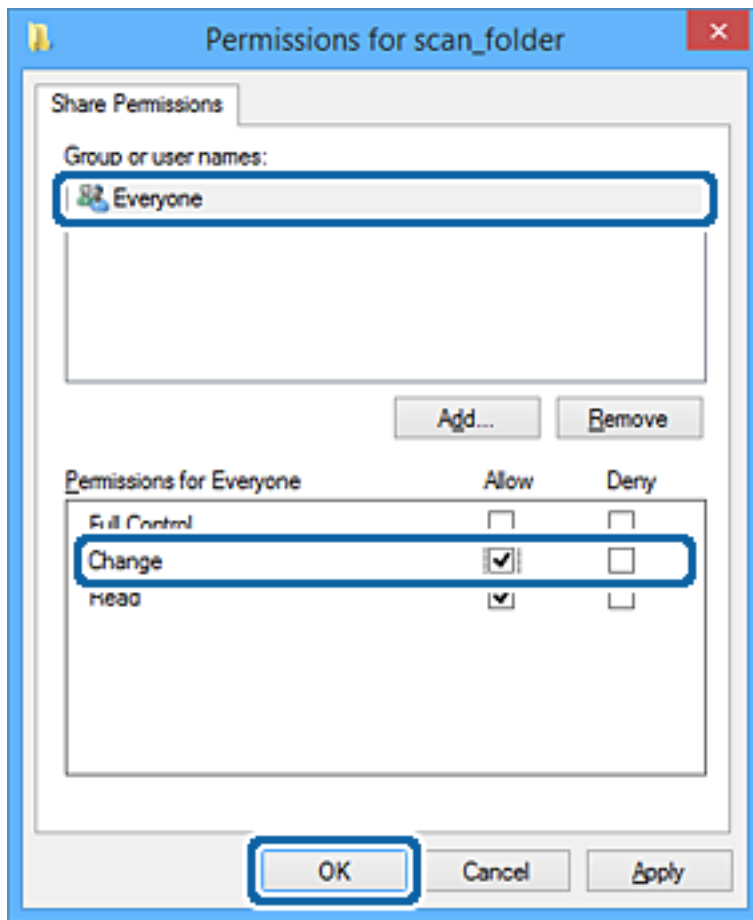 Permissions for scan_folder
Share Permissions
Group or user names:
Everyone
Add... Remove
Permissions for Everyone Allow Deny
Full Control
Change
Read
OK Cancel Apply